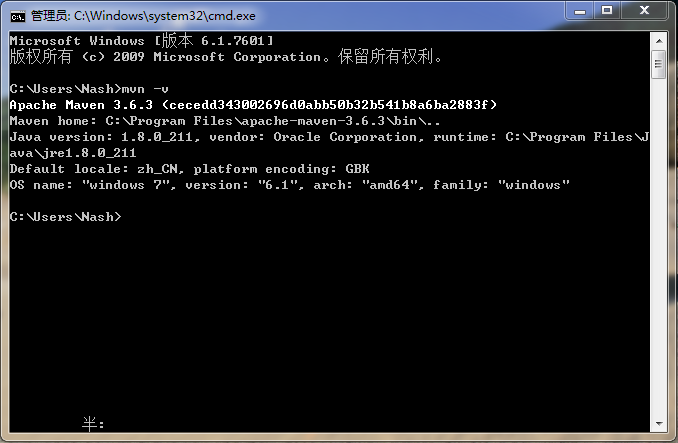 管理员: C:\Windows\system32\cmd.exe
Microsoft Windows [版本 6.1.7601]
版权所有 (c) 2009 Microsoft Corporation。保留所有权利。
C:\Users\Nash>mvn -v
Apache Maven 3.6.3 (cecedd343002696d0abb50b32b541b8a6ba2883f)
Maven home: C:\Program Files\apache-maven-3.6.3\bin\..
Java version: 1.8.0_211, vendor: Oracle Corporation, runtime: C:\Program Files\J
ava\jre1.8.0_211
Default locale: zh_CN, platform encoding: GBK
OS name: "windows 7", version: "6.1", arch: "amd64", family: "windows"
C:\Users\Nash>
半: